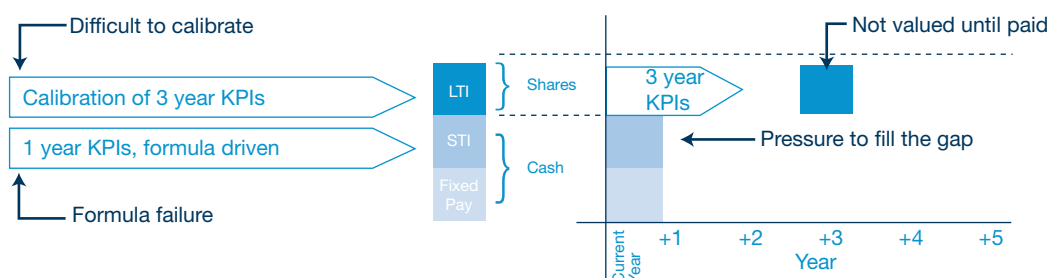 Difficult to calibrate
Calibration of 3 year KPIs
1 year KPIs, formula driven
Formula failure
LTI
STI
Fixed
Pay
Shares
Cash
3 year
KPIs
Not valued until paid
Pressure to fill the gap
Current
Year
+1
+2
+3
+4
+5
Year